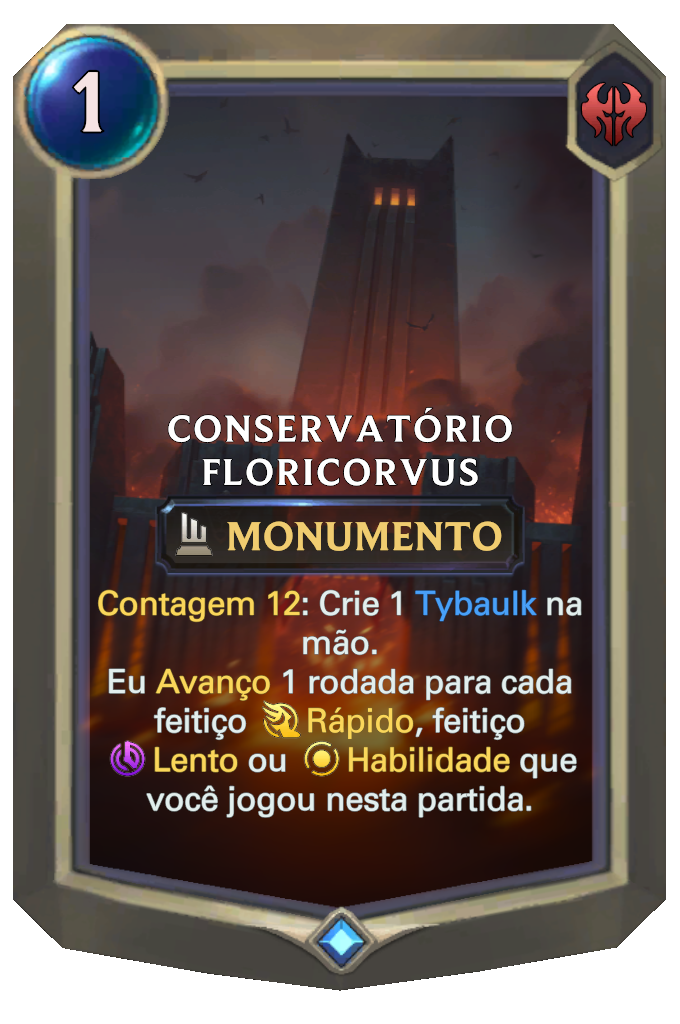 1
CONSERVATÓRIO
FLORICORVUS
MONUMENTO
Contagem 12: Crie 1 Tybaulk na
mão.
Eu Avanço 1 rodada para cada
feitiço Rápido, feitiço
Lento ou Habilidade que
você jogou nesta partida.